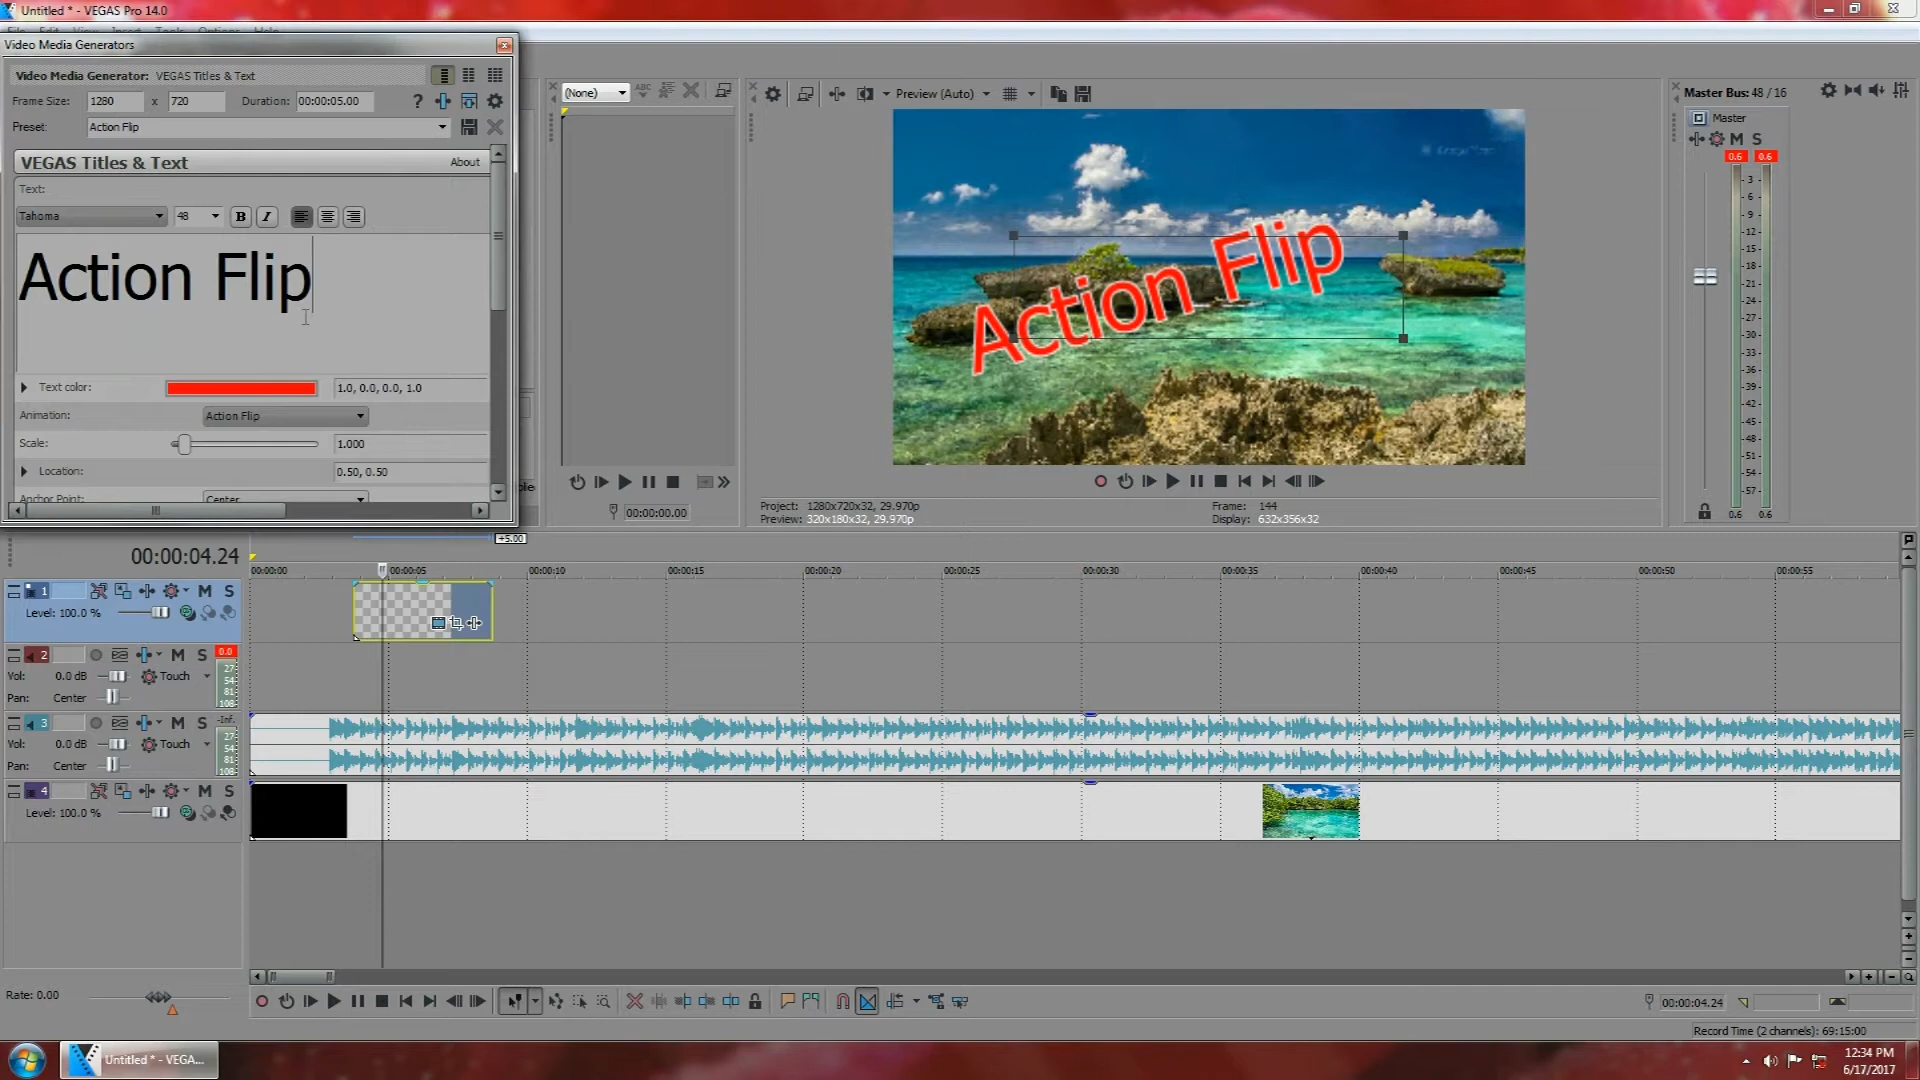 Untitled * - VEGAS Pro 14.0
Video Media Generators
Video Media Generator: VEGAS Titles & Text
Frame Size: 1280 x 720 Duration: 00:00:05.00 ?
Preset: Action Flip
VEGAS Titles & Text About
Text:
Tahoma 48 B I
Action Flip
Text color: 1.0, 0.0, 0.0, 1.0
Animation: Action Flip
Scale: 1.000
Location: 0.50, 0.50
Anchor Point: Center
(None)
00:00:00.00
Preview (Auto)
Action Flip
Project: 1280x720x32, 29.970p
Preview: 320x180x32, 29.970p
Frame: 144
Display: 632x356x32
Master Bus: 48 / 16
Master
M S
0.6 0.6
- 3 -
- 6 -
- 9 -
-12-
-15-
-18-
-21-
-24-
-27-
-30-
-33-
-36-
-39-
-42-
-45-
-48-
-51-
-54-
-57-
0.6 0.6
+5.00
00:00:04.24
00:00:00 00:00:05 00:00:10 00:00:15 00:00:20 00:00:25 00:00:30 00:00:35 00:00:40 00:00:45 00:00:50 00:00:55
1 M S
Level: 100.0 %
2 M S 0.0
Vol: 0.0 dB Touch
Pan: Center
27
54
81
108
3 M S -Inf.
Vol: 0.0 dB Touch
Pan: Center
27
54
81
108
4 M S
Level: 100.0 %
Rate: 0.00
00:00:04.24
Record Time (2 channels): 69:15:00
Untitled * - VEGA...
12:34 PM
6/17/2017